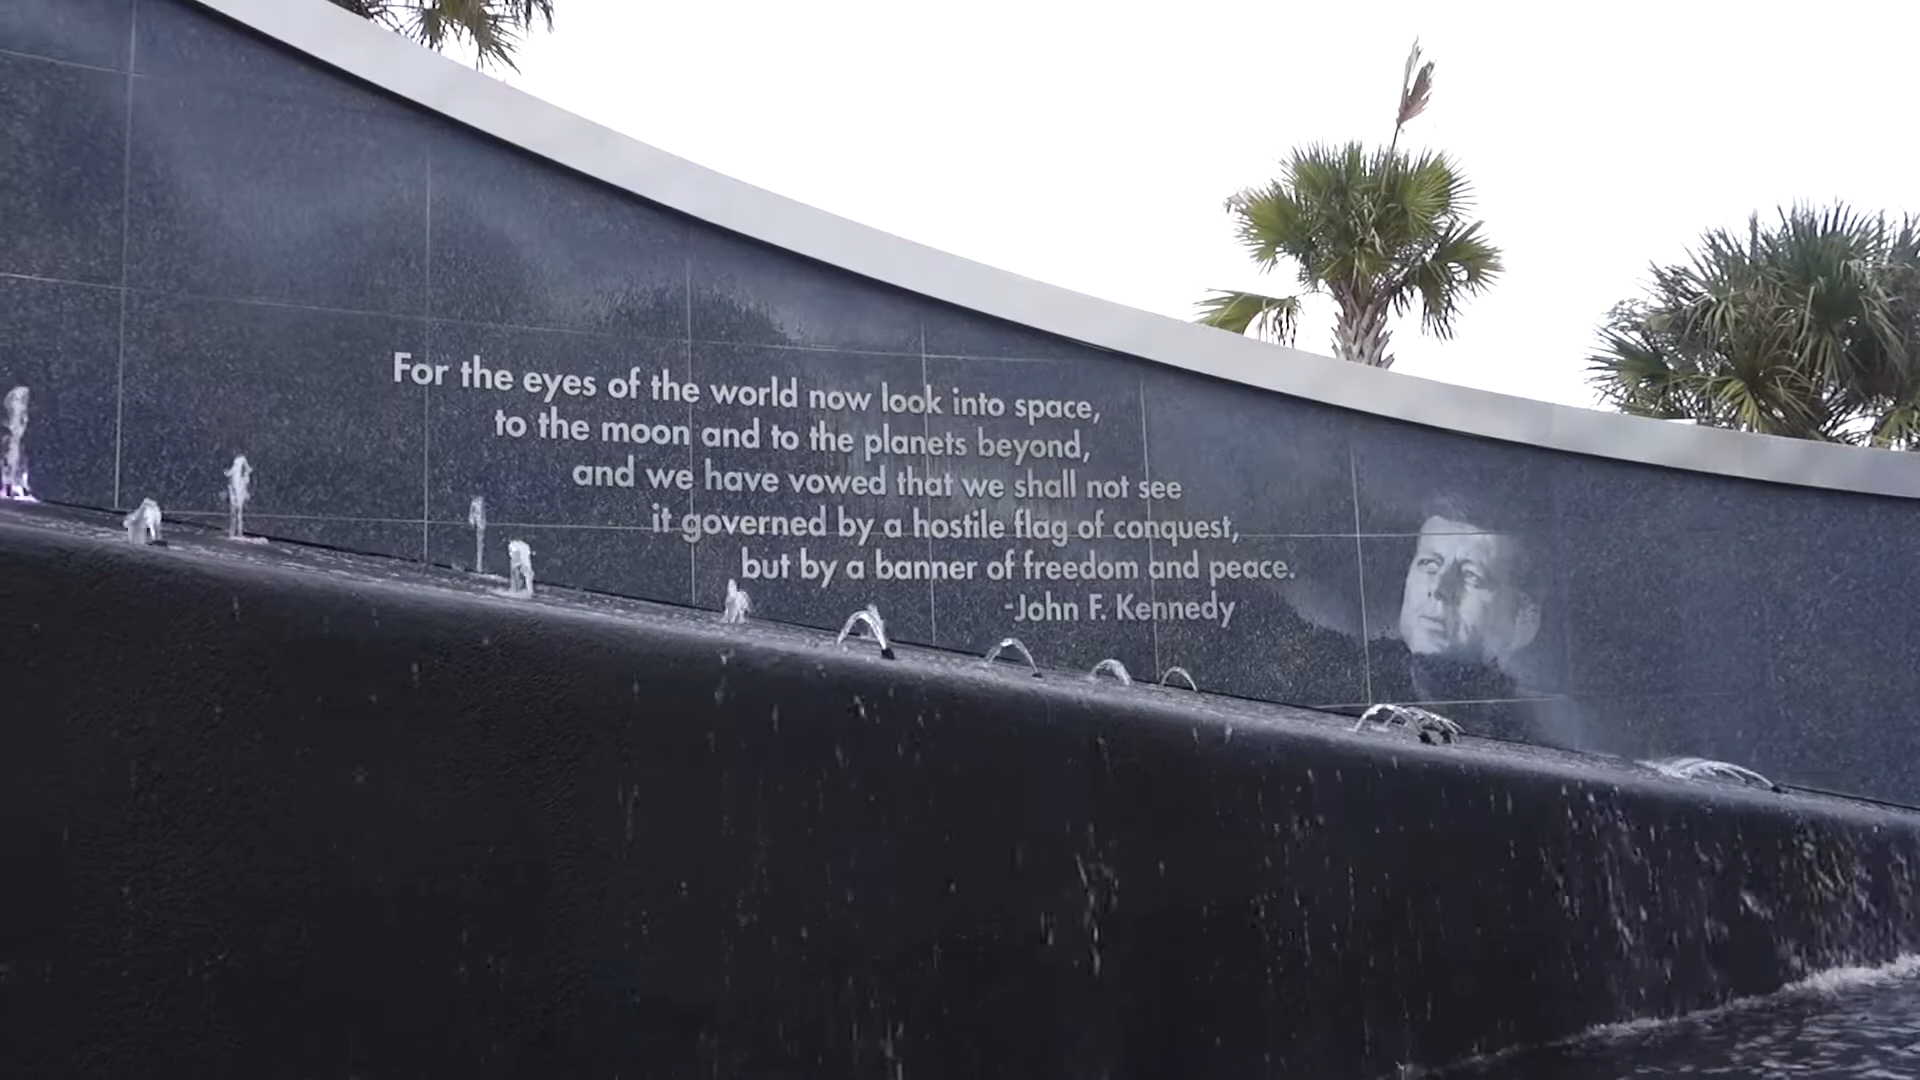 For the eyes of the world now look into space,
to the moon and to the planets beyond,
and we have vowed that we shall not see
it governed by a hostile flag of conquest,
but by a banner of freedom and peace.
-John F. Kennedy